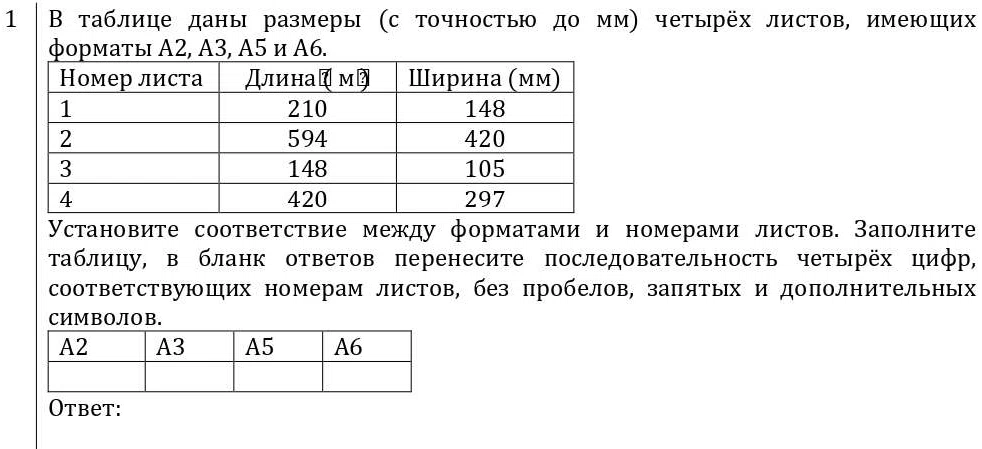 1 В таблице даны размеры (с точностью до мм) четырёх листов, имеющих
форматы А2, А3, А5 и А6.
Номер листа Длина ( м ) Ширина (мм)
1 210 148
2 594 420
3 148 105
4 420 297
Установите соответствие между форматами и номерами листов. Заполните
таблицу, в бланк ответов перенесите последовательность четырёх цифр,
соответствующих номерам листов, без пробелов, запятых и дополнительных
символов.
А2 А3 А5 А6
Ответ: